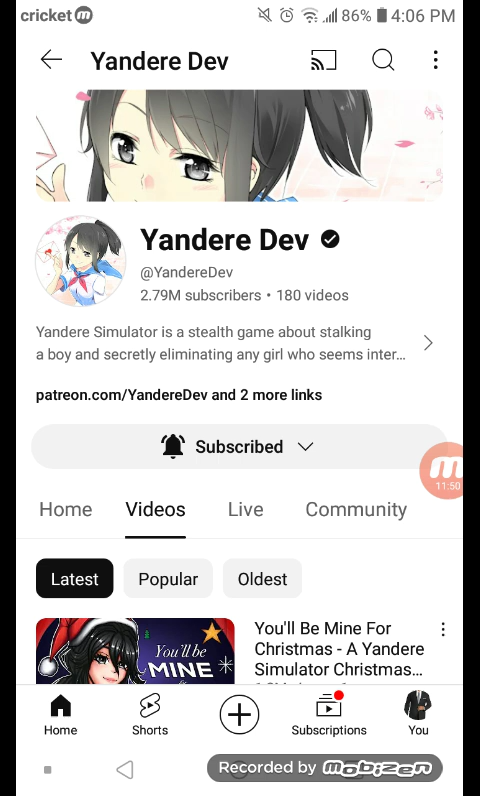 cricket m 86% 4:06 PM
Yandere Dev
Yandere Dev
@YandereDev
2.79M subscribers • 180 videos
Yandere Simulator is a stealth game about stalking
a boy and secretly eliminating any girl who seems inter...
patreon.com/YandereDev and 2 more links
Subscribed
m
11:50
Home Videos Live Community
Latest Popular Oldest
You'll be
MINE
You'll Be Mine For
Christmas - A Yandere
Simulator Christmas...
Home Shorts Subscriptions You
Recorded by mobizen